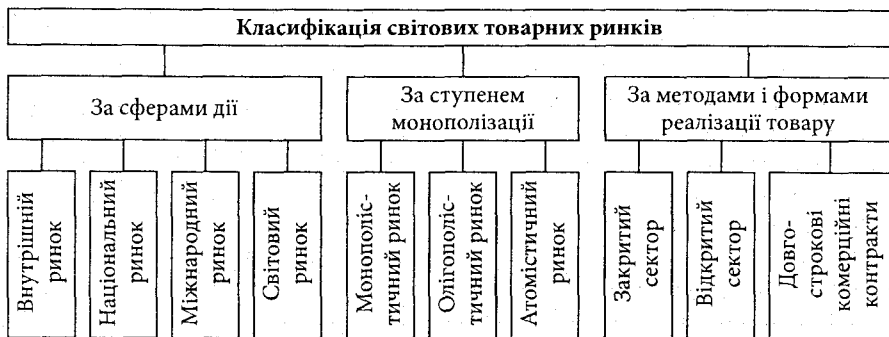 Класифікація світових товарних ринків
За сферами дії
За ступенем
монополізації
За методами і формами
реалізації товару
Внутрішній
ринок
Національний
ринок
Міжнародний
ринок
Світовий
ринок
Монополіс-
тичний ринок
Олігополіс-
тичний ринок
Атомістичний
ринок
Закритий
сектор
Відкритий
сектор
Довго-
строкові
комерційні
контракти